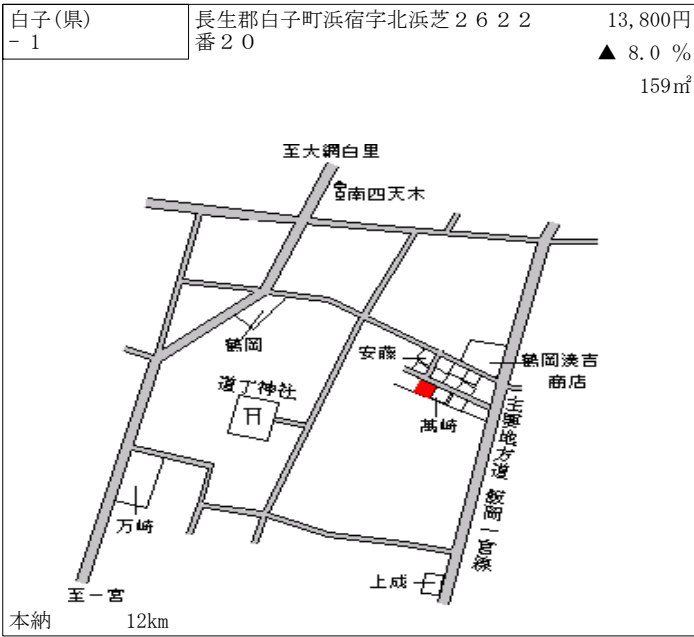 白子(県)
- 1
長生郡白子町浜宿字北浜芝２６２２
番２０
13,800円
▲ 8.0 %
159㎡
至大網白里
南四天木
鶴岡
安藤
鶴岡湊吉
商店
道了神社
萬崎
主要地方道 飯岡一宮線
万崎
上成
至一宮
本納 12km